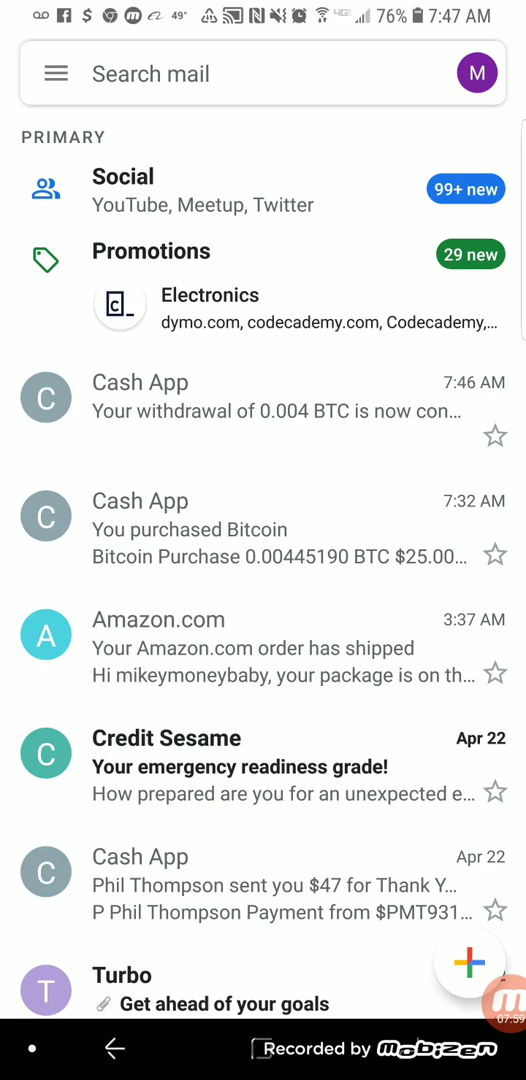 49°
4G
76%
7:47 AM
Search mail
M
PRIMARY
Social
99+ new
YouTube, Meetup, Twitter
Promotions
29 new
Electronics
dymo.com, codecademy.com, Codecademy,...
Cash App
7:46 AM
C
Your withdrawal of 0.004 BTC is now con...
Cash App
7:32 AM
C
You purchased Bitcoin
Bitcoin Purchase 0.00445190 BTC $25.00...
Amazon.com
3:37 AM
A
Your Amazon.com order has shipped
Hi mikeymoneybaby, your package is on th...
Credit Sesame
Apr 22
C
Your emergency readiness grade!
How prepared are you for an unexpected e...
Cash App
Apr 22
C
Phil Thompson sent you $47 for Thank Y...
P Phil Thompson Payment from $PMT931...
Turbo
T
Get ahead of your goals
07:59
Recorded by Mobizen